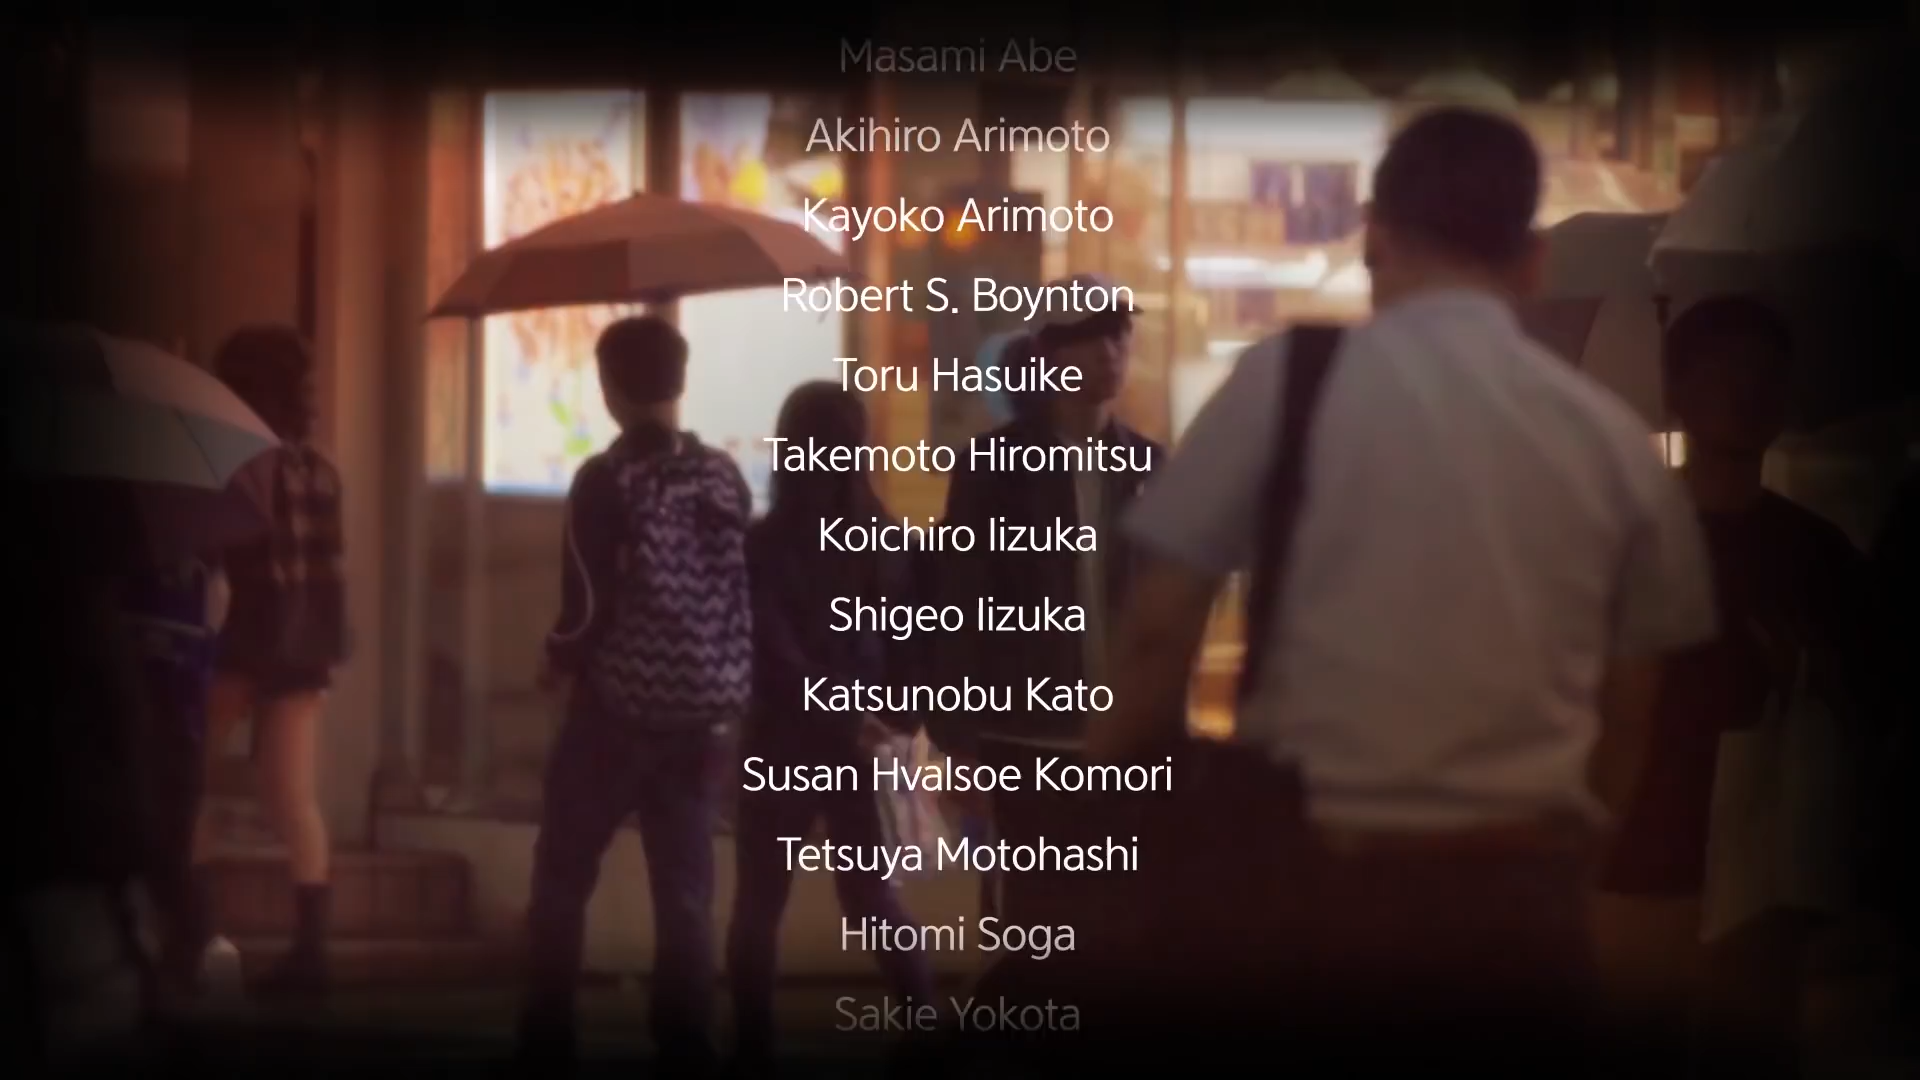 Masami Abe
Akihiro Arimoto
Kayoko Arimoto
Robert S. Boynton
Toru Hasuike
Takemoto Hiromitsu
Koichiro Iizuka
Shigeo Iizuka
Katsunobu Kato
Susan Hvalsoe Komori
Tetsuya Motohashi
Hitomi Soga
Sakie Yokota